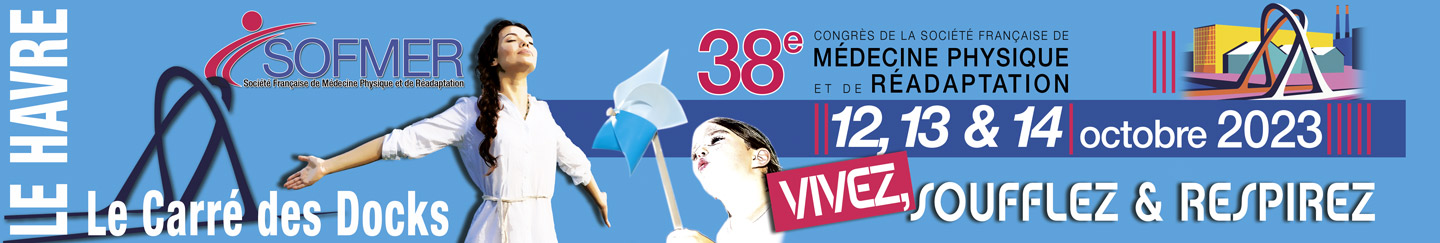 LE HAVRE
SOFMER
Société Française de Médecine Physique et de Réadaptation
Le Carré des Docks
38e
CONGRÈS DE LA SOCIÉTÉ FRANÇAISE DE
MÉDECINE PHYSIQUE
ET DE RÉADAPTATION
12, 13 & 14 octobre 2023
VIVEZ, SOUFFLEZ & RESPIREZ